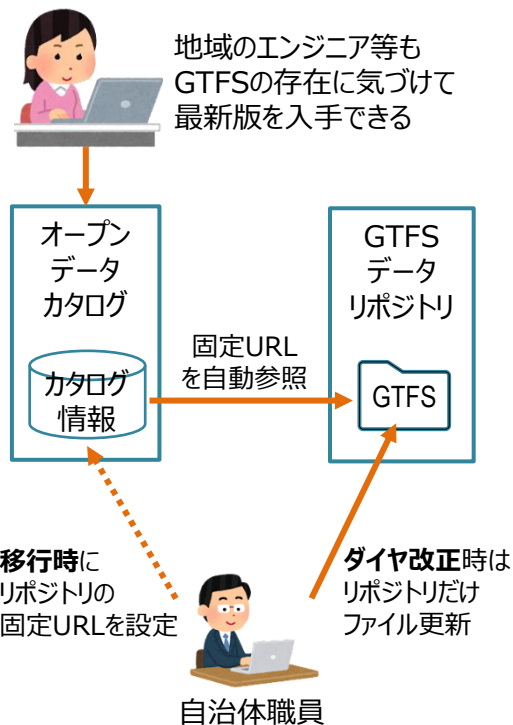 地域のエンジニア等も
GTFSの存在に気づけて
最新版を入手できる
オープン
データ
カタログ
カタログ
情報
固定URL
を自動参照
GTFS
データ
リポジトリ
GTFS
移行時に
リポジトリの
固定URLを設定
ダイヤ改正時は
リポジトリだけ
ファイル更新
自治体職員